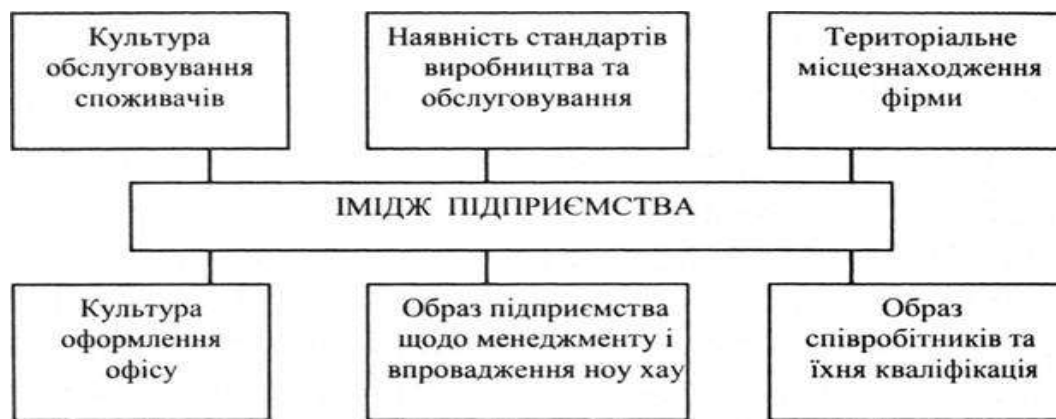 Культура
обслуговування
споживачів
Наявність стандартів
виробництва та
обслуговування
Територіальне
місцезнаходження
фірми
ІМІДЖ ПІДПРИЄМСТВА
Культура
оформлення
офісу
Образ підприємства
щодо менеджменту і
впровадження ноу хау
Образ
співробітників та
їхня кваліфікація